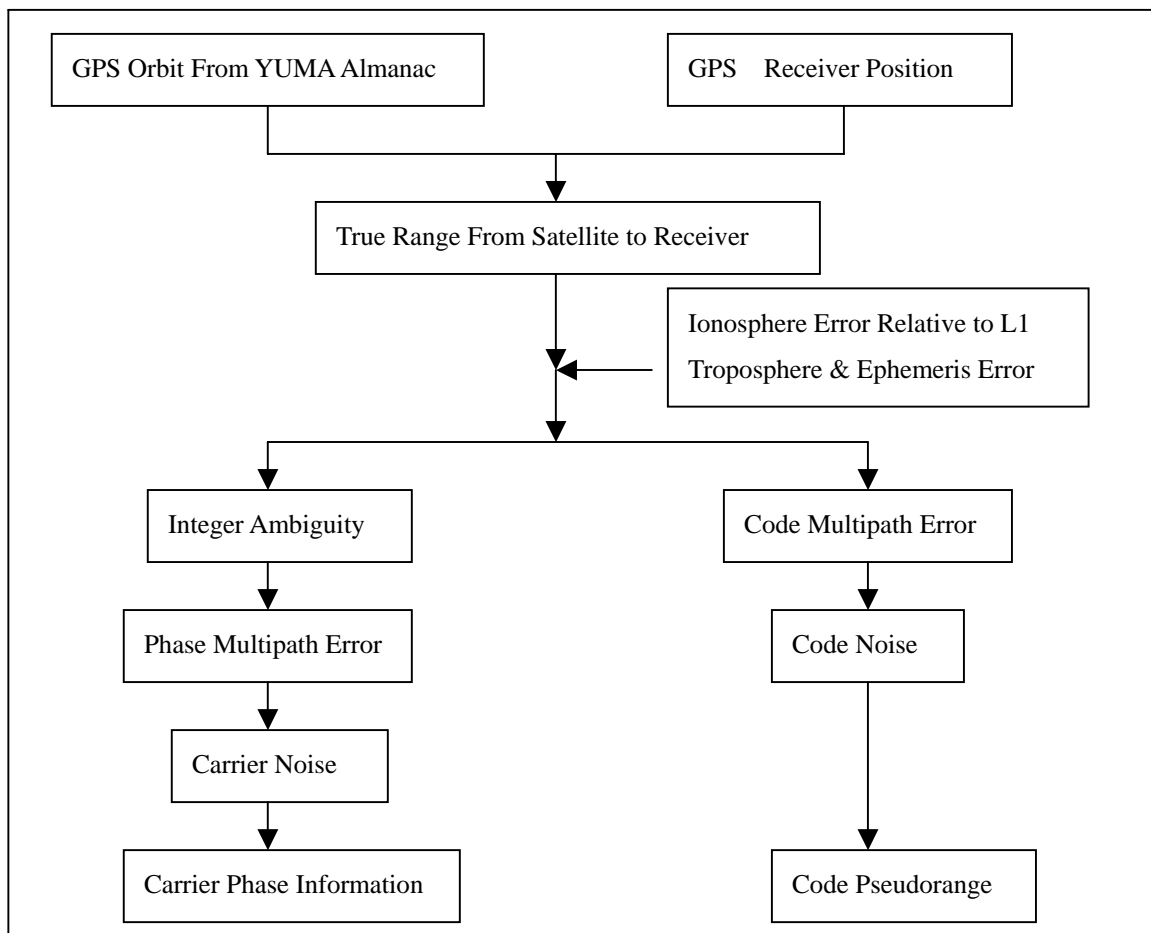 GPS Orbit From YUMA Almanac
GPS Receiver Position
True Range From Satellite to Receiver
Ionosphere Error Relative to L1
Troposphere & Ephemeris Error
Integer Ambiguity
Code Multipath Error
Phase Multipath Error
Code Noise
Carrier Noise
Carrier Phase Information
Code Pseudorange